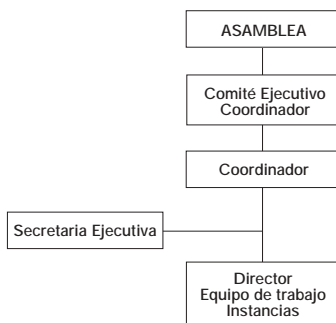 ASAMBLEA
Comité Ejecutivo
Coordinador
Coordinador
Secretaria Ejecutiva
Director
Equipo de trabajo
Instancias